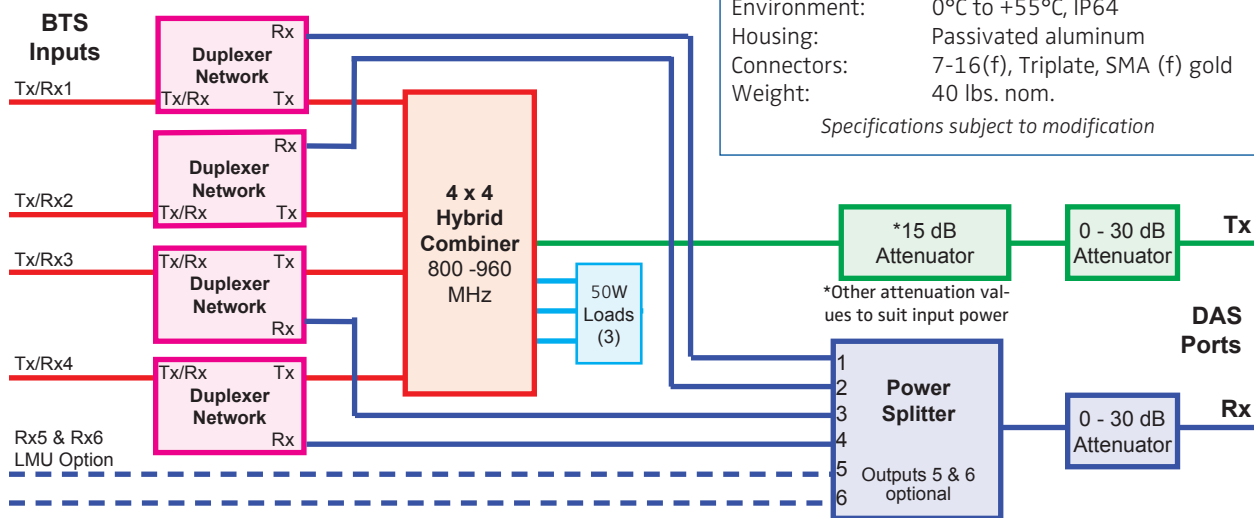 BTS
Inputs
Tx/Rx1
Tx/Rx2
Tx/Rx3
Tx/Rx4
Rx5 & Rx6
LMU Option
Rx
Duplexer
Network
Tx/Rx Tx
Rx
Duplexer
Network
Tx/Rx Tx
Tx/Rx Tx
Duplexer
Network
Rx
Tx/Rx Tx
Duplexer
Network
Rx
4 x 4
Hybrid
Combiner
800 -960
MHz
50W
Loads
(3)
Environment: 0°C to +55°C, IP64
Housing: Passivated aluminum
Connectors: 7-16(f), Triplate, SMA (f) gold
Weight: 40 lbs. nom.
Specifications subject to modification
*15 dB
Attenuator
*Other attenuation val-
ues to suit input power
0 - 30 dB
Attenuator
Tx
DAS
Ports
1
2
3
4
5
6
Power
Splitter
Outputs 5 & 6
optional
0 - 30 dB
Attenuator
Rx